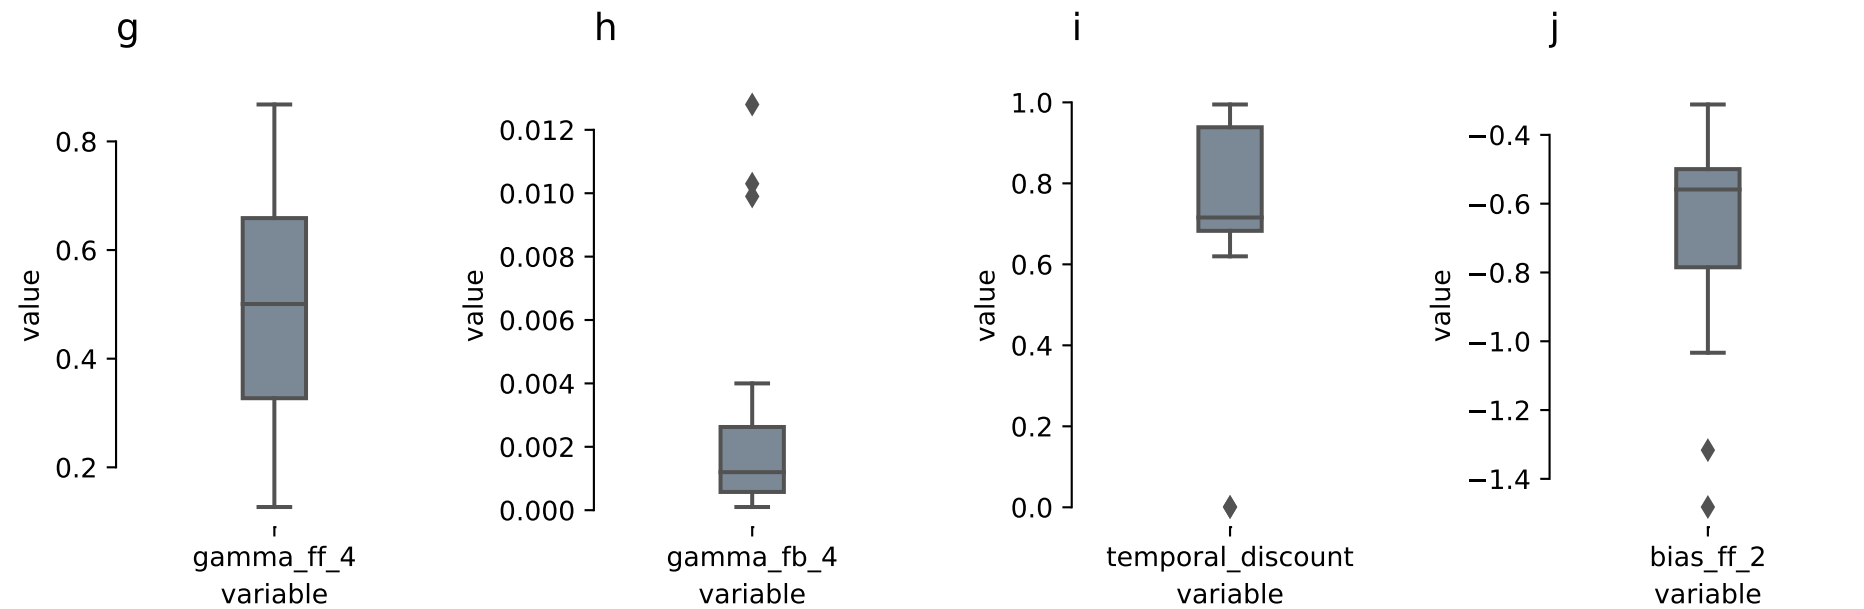 g
0.8
0.6
0.4
0.2
value
gamma_ff_4
variable
h
0.012
0.010
0.008
0.006
0.004
0.002
0.000
value
gamma_fb_4
variable
i
1.0
0.8
0.6
0.4
0.2
0.0
value
temporal_discount
variable
j
−0.4
−0.6
−0.8
−1.0
−1.2
−1.4
value
bias_ff_2
variable